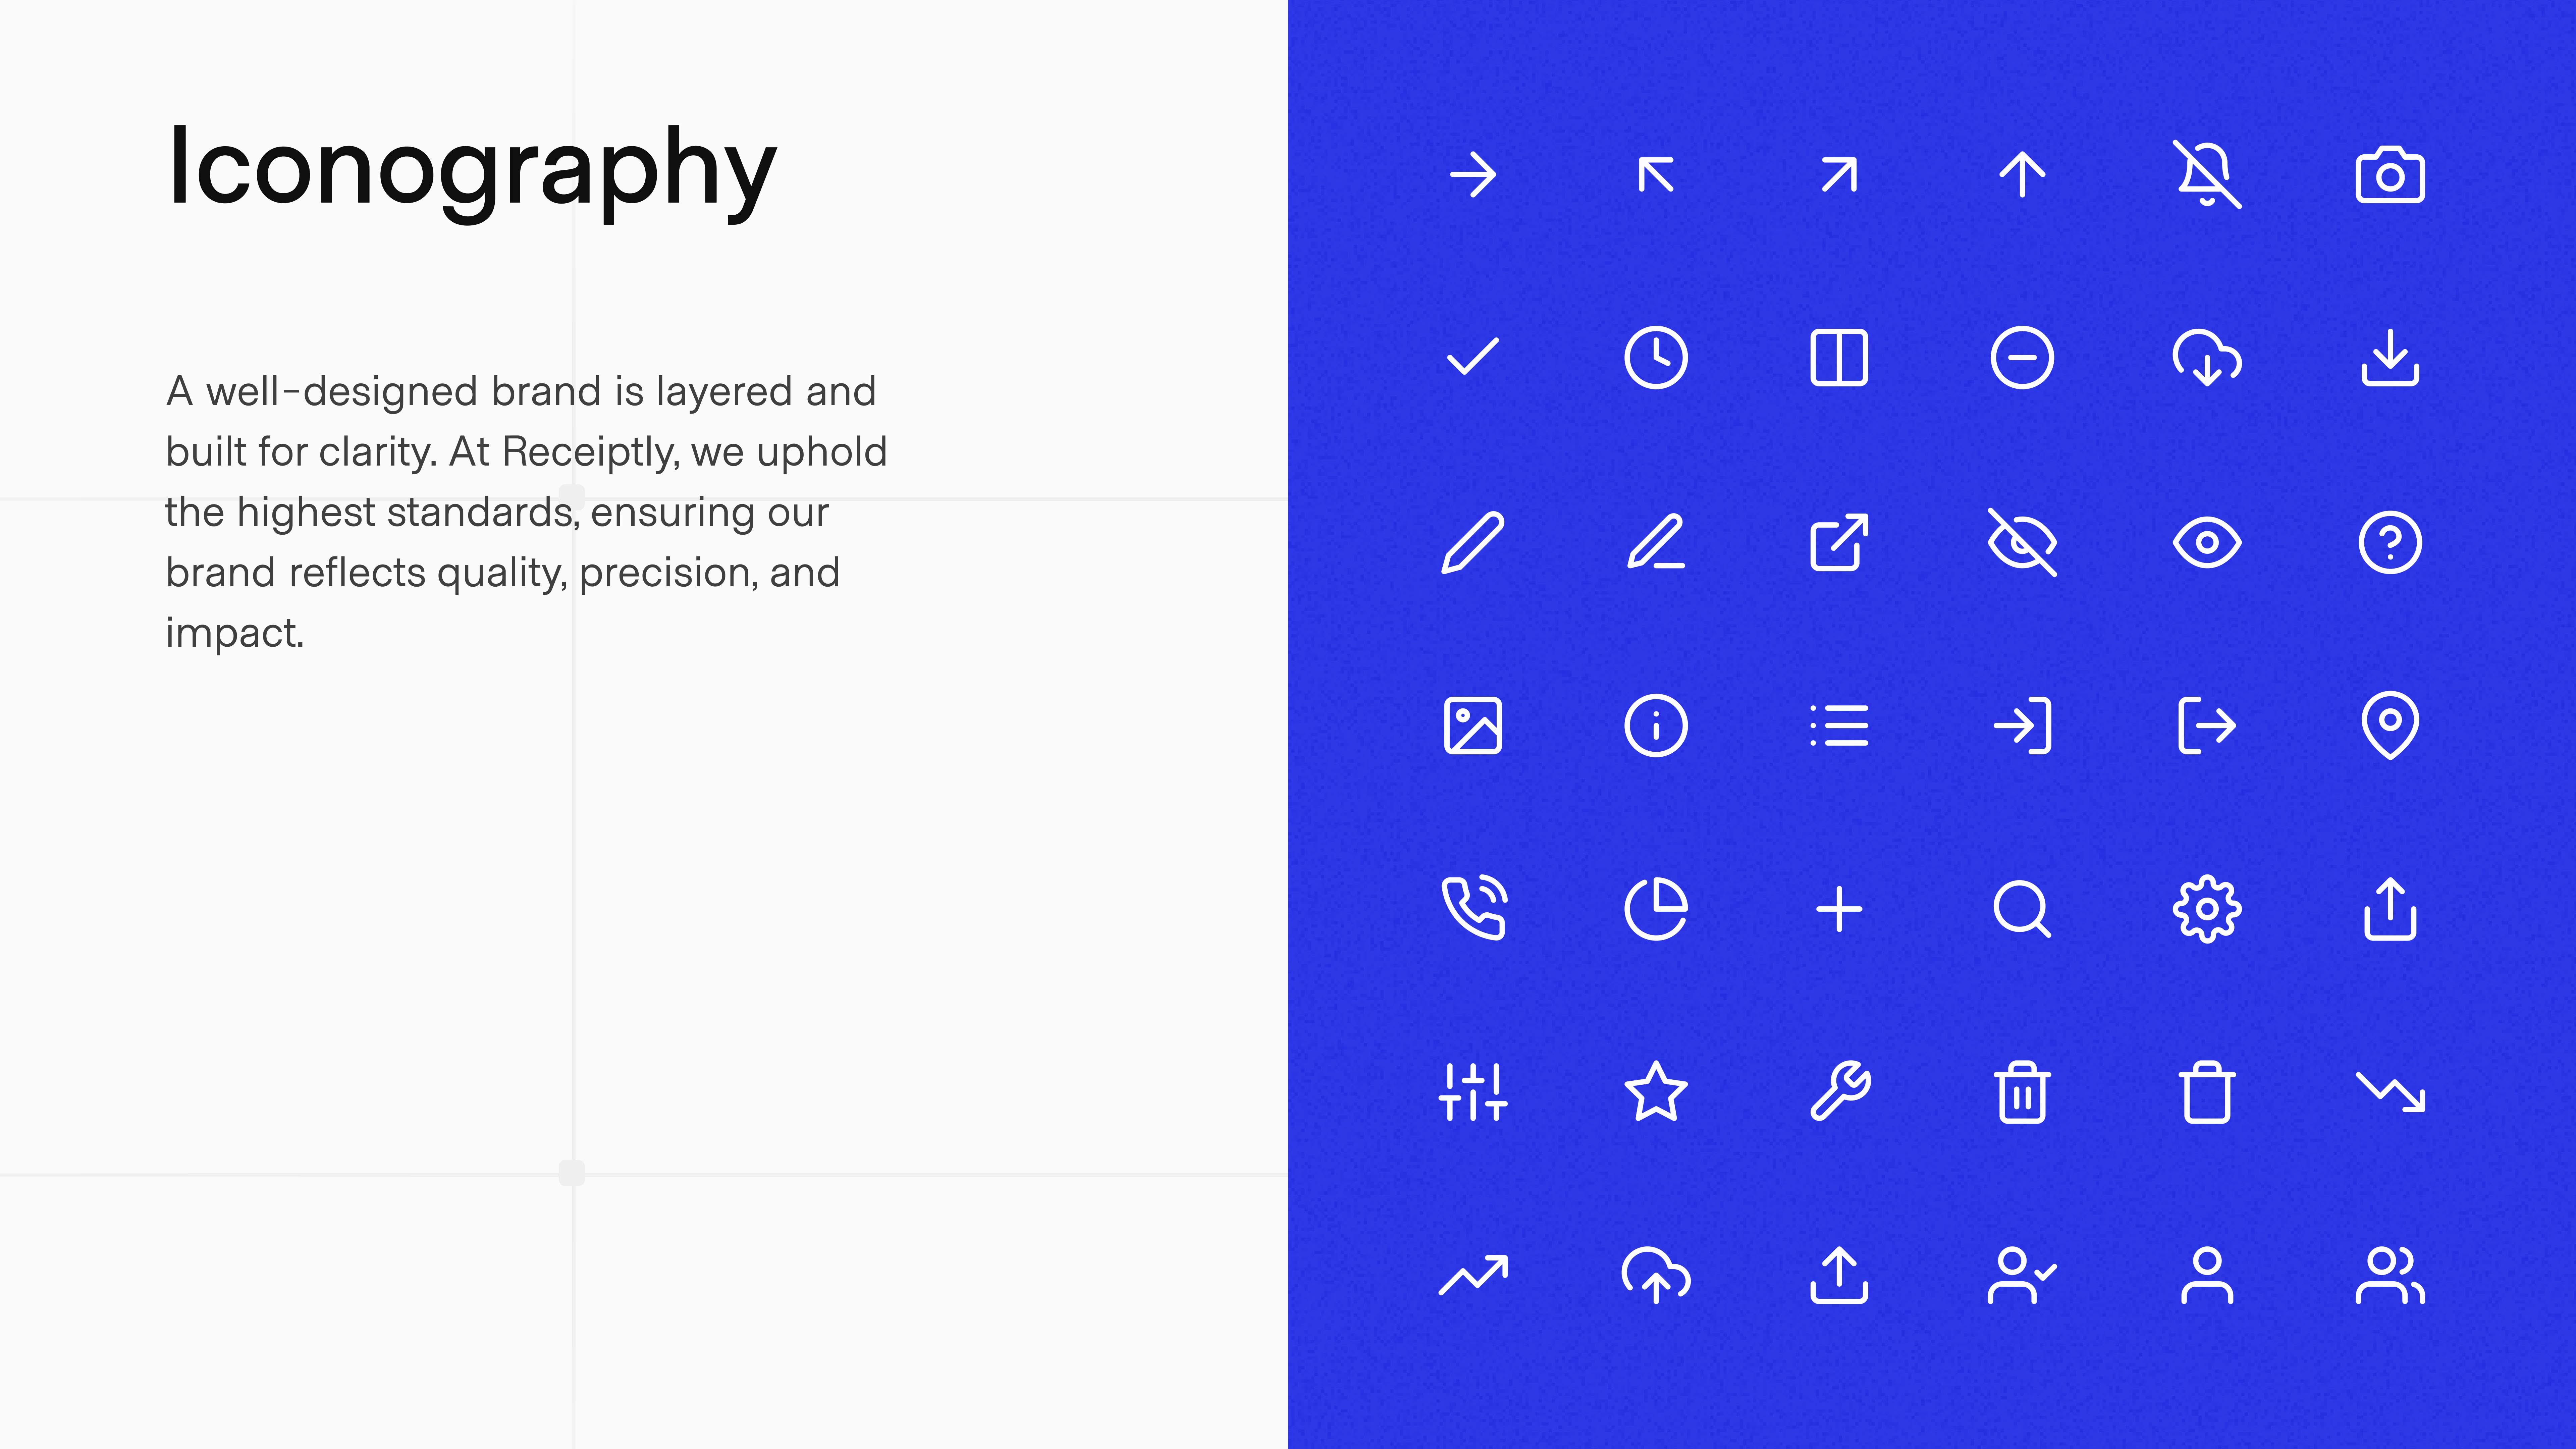 Iconography
A well-designed brand is layered and
built for clarity. At Receiptly, we uphold
the highest standards, ensuring our
brand reflects quality, precision, and
impact.